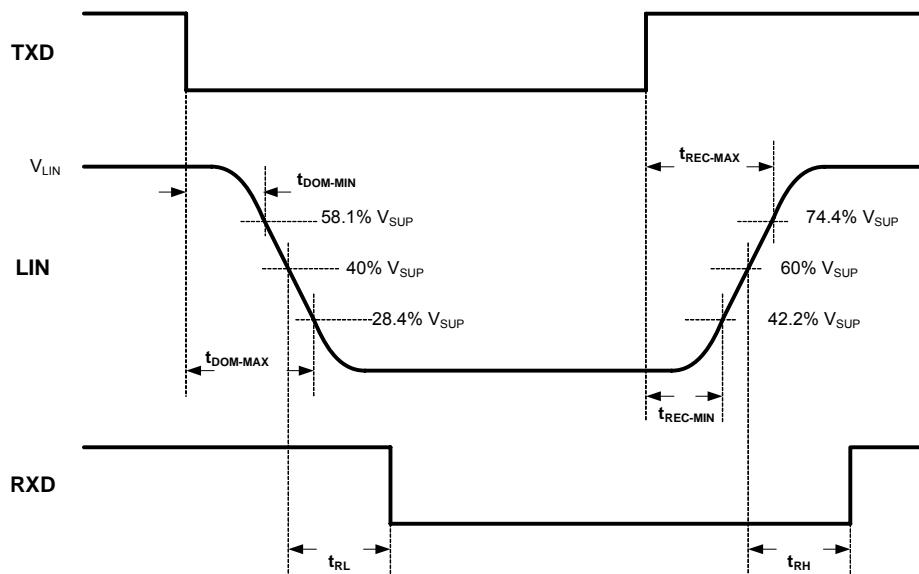 TXD
V_LIN
t_DOM-MIN
t_REC-MAX
58.1% V_SUP
74.4% V_SUP
LIN
40% V_SUP
60% V_SUP
28.4% V_SUP
42.2% V_SUP
t_DOM-MAX
t_REC-MIN
RXD
t_RL
t_RH